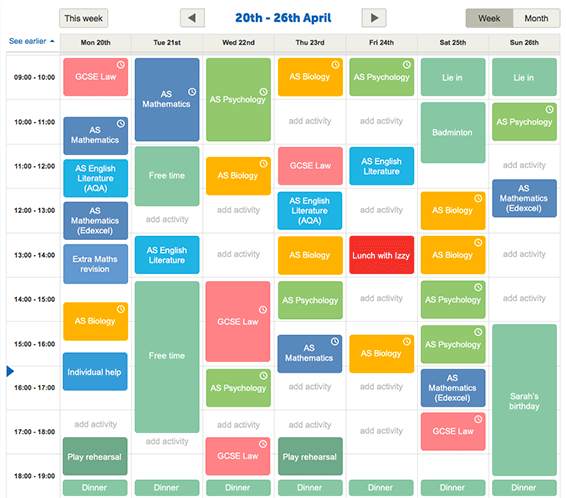 This week
20th - 26th April
Week
Month
See earlier
Mon 20th
Tue 21st
Wed 22nd
Thu 23rd
Fri 24th
Sat 25th
Sun 26th
09:00 - 10:00
GCSE Law
AS
Mathematics
AS Psychology
AS Biology
AS Psychology
Lie in
Lie in
10:00 - 11:00
AS
Mathematics
add activity
add activity
Badminton
AS Psychology
11:00 - 12:00
AS English
Literature
(AQA)
Free time
AS Biology
GCSE Law
AS English
Literature
add activity
12:00 - 13:00
AS
Mathematics
(Edexcel)
add activity
add activity
AS English
Literature
(AQA)
add activity
AS Biology
AS
Mathematics
(Edexcel)
13:00 - 14:00
Extra Maths
revision
AS English
Literature
add activity
AS Biology
Lunch with Izzy
AS Biology
add activity
14:00 - 15:00
AS Biology
Free time
GCSE Law
AS Psychology
add activity
AS Psychology
add activity
15:00 - 16:00
Individual help
AS
Mathematics
AS Biology
AS Psychology
Sarah's
birthday
16:00 - 17:00
AS Psychology
add activity
add activity
AS
Mathematics
(Edexcel)
17:00 - 18:00
add activity
add activity
add activity
add activity
add activity
GCSE Law
18:00 - 19:00
Play rehearsal
GCSE Law
Play rehearsal
add activity
add activity
Dinner
Dinner
Dinner
Dinner
Dinner
Dinner
Dinner